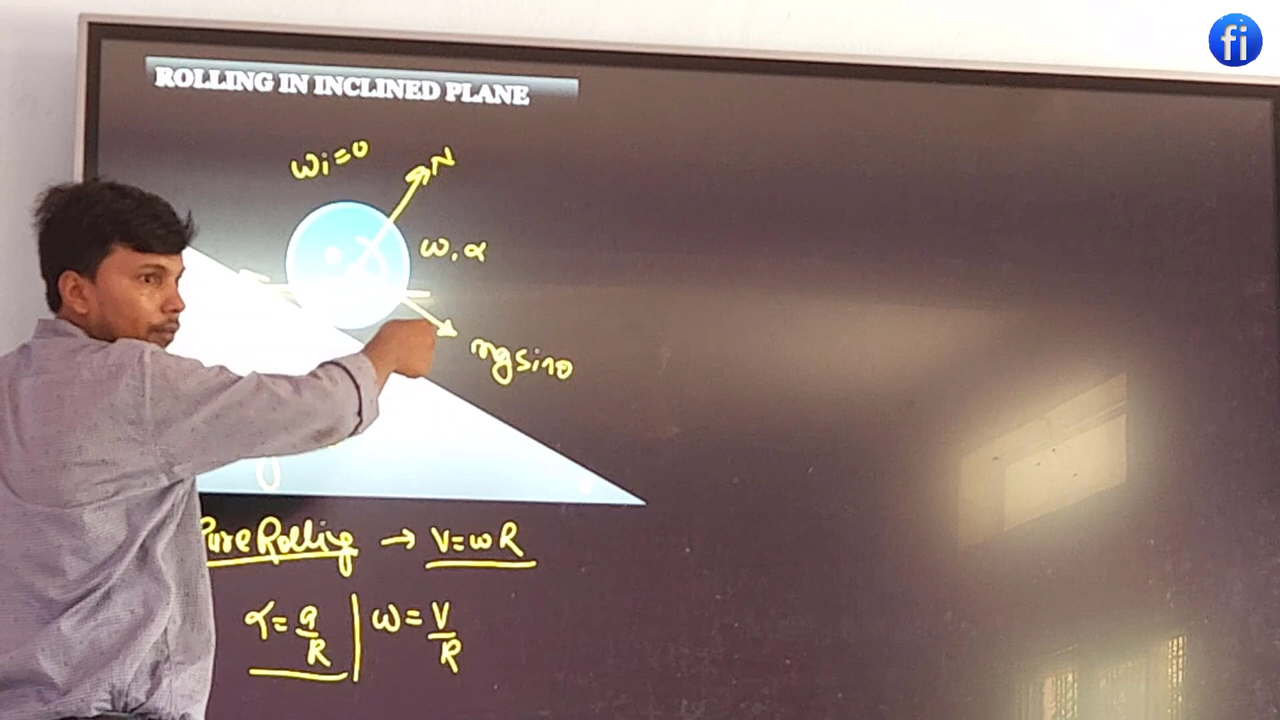 fi
ROLLING IN INCLINED PLANE
ωi=0
N
ω, α
mg sinθ
Pure Rolling → V=ωR
α=a/R | ω=V/R